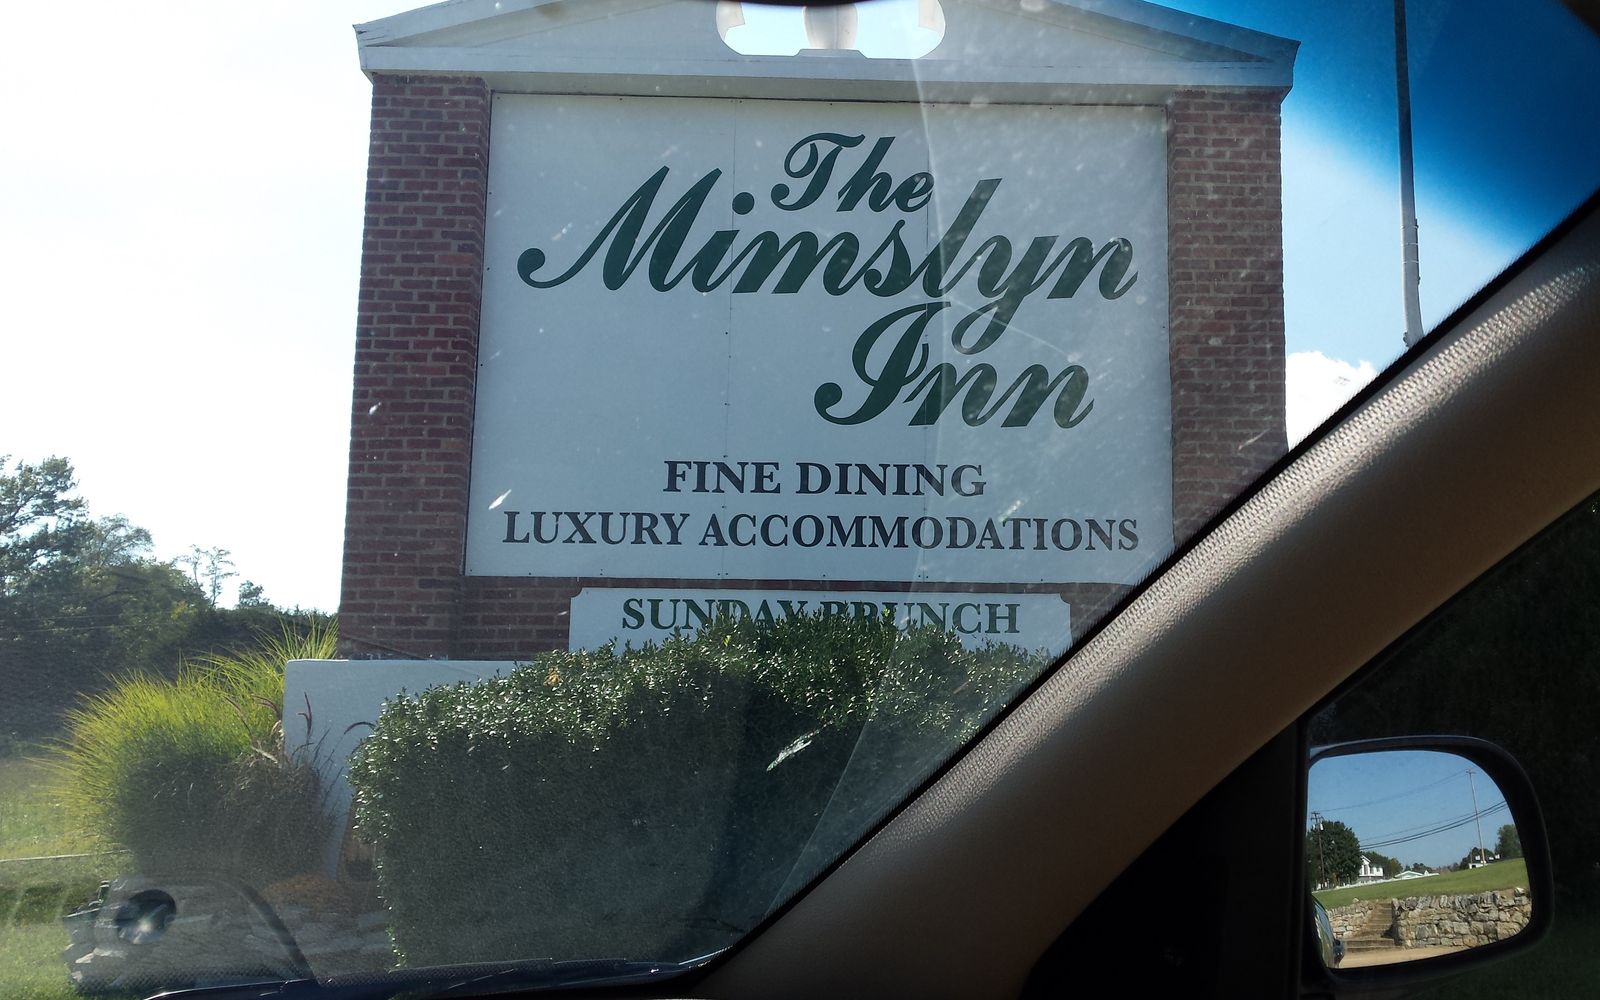 The
Mimslyn
Inn
FINE DINING
LUXURY ACCOMMODATIONS
SUNDAY BRUNCH